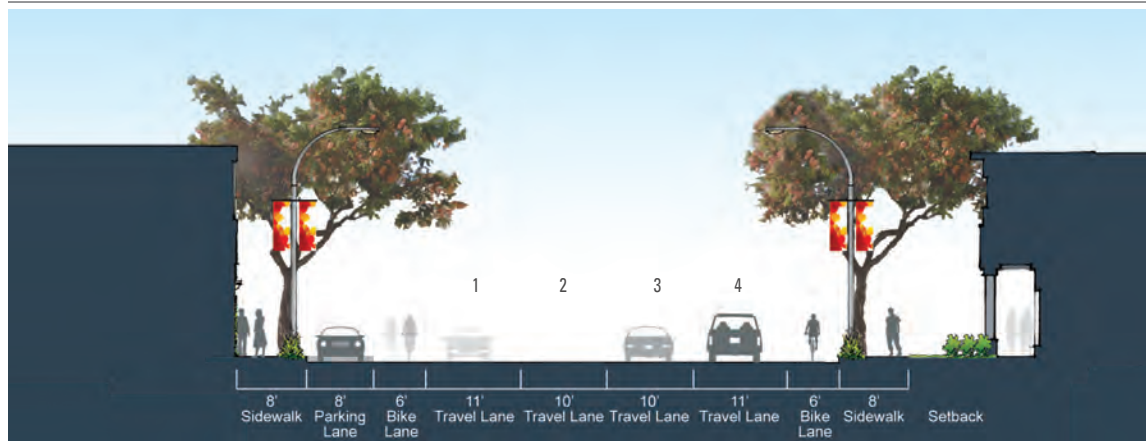 1 2 3 4
8' 8' 6' 11' 10' 10' 11' 6' 8'
Sidewalk Parking Bike Travel Lane Travel Lane Travel Lane Travel Lane Bike Sidewalk Setback
Lane Lane Lane